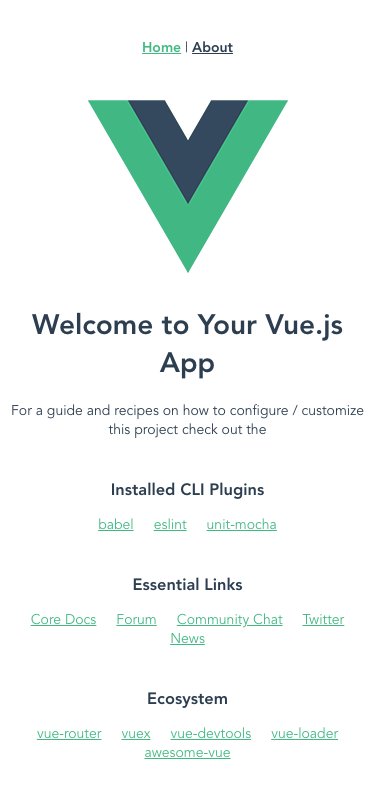 Home | About
Welcome to Your Vue.js
App
For a guide and recipes on how to configure / customize
this project check out the
Installed CLI Plugins
babel eslint unit-mocha
Essential Links
Core Docs Forum Community Chat Twitter
News
Ecosystem
vue-router vuex vue-devtools vue-loader
awesome-vue